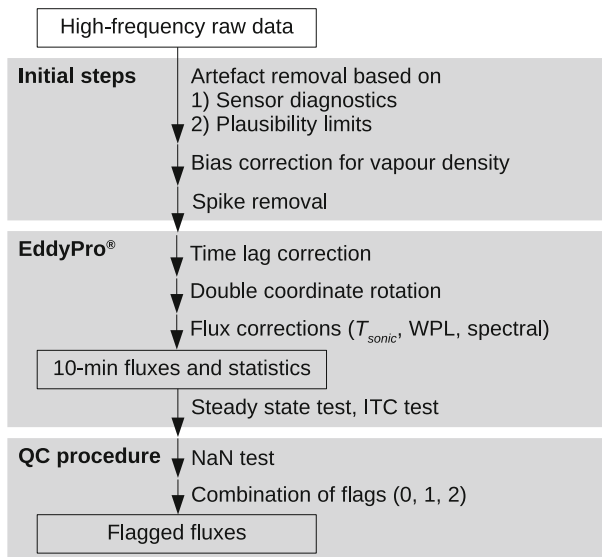 High-frequency raw data
Initial steps
Artefact removal based on
1) Sensor diagnostics
2) Plausibility limits
Bias correction for vapour density
Spike removal
EddyPro®
Time lag correction
Double coordinate rotation
Flux corrections (Tsonic, WPL, spectral)
10-min fluxes and statistics
Steady state test, ITC test
QC procedure
NaN test
Combination of flags (0, 1, 2)
Flagged fluxes